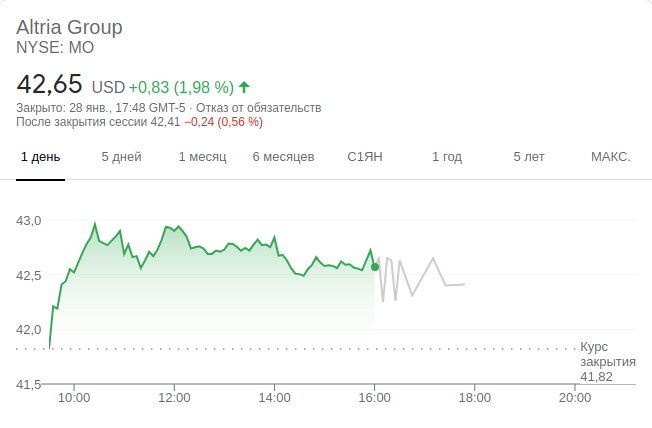 Altria Group
NYSE: MO
42,65 USD +0,83 (1,98 %)
Закрыто: 28 янв., 17:48 GMT-5 · Отказ от обязательств
После закрытия сессии 42,41 −0,24 (0,56 %)
1 день 5 дней 1 месяц 6 месяцев С1ЯН 1 год 5 лет МАКС.
43,0
42,5
42,0
Курс
закрытия
41,82
41,5
10:00 12:00 14:00 16:00 18:00 20:00